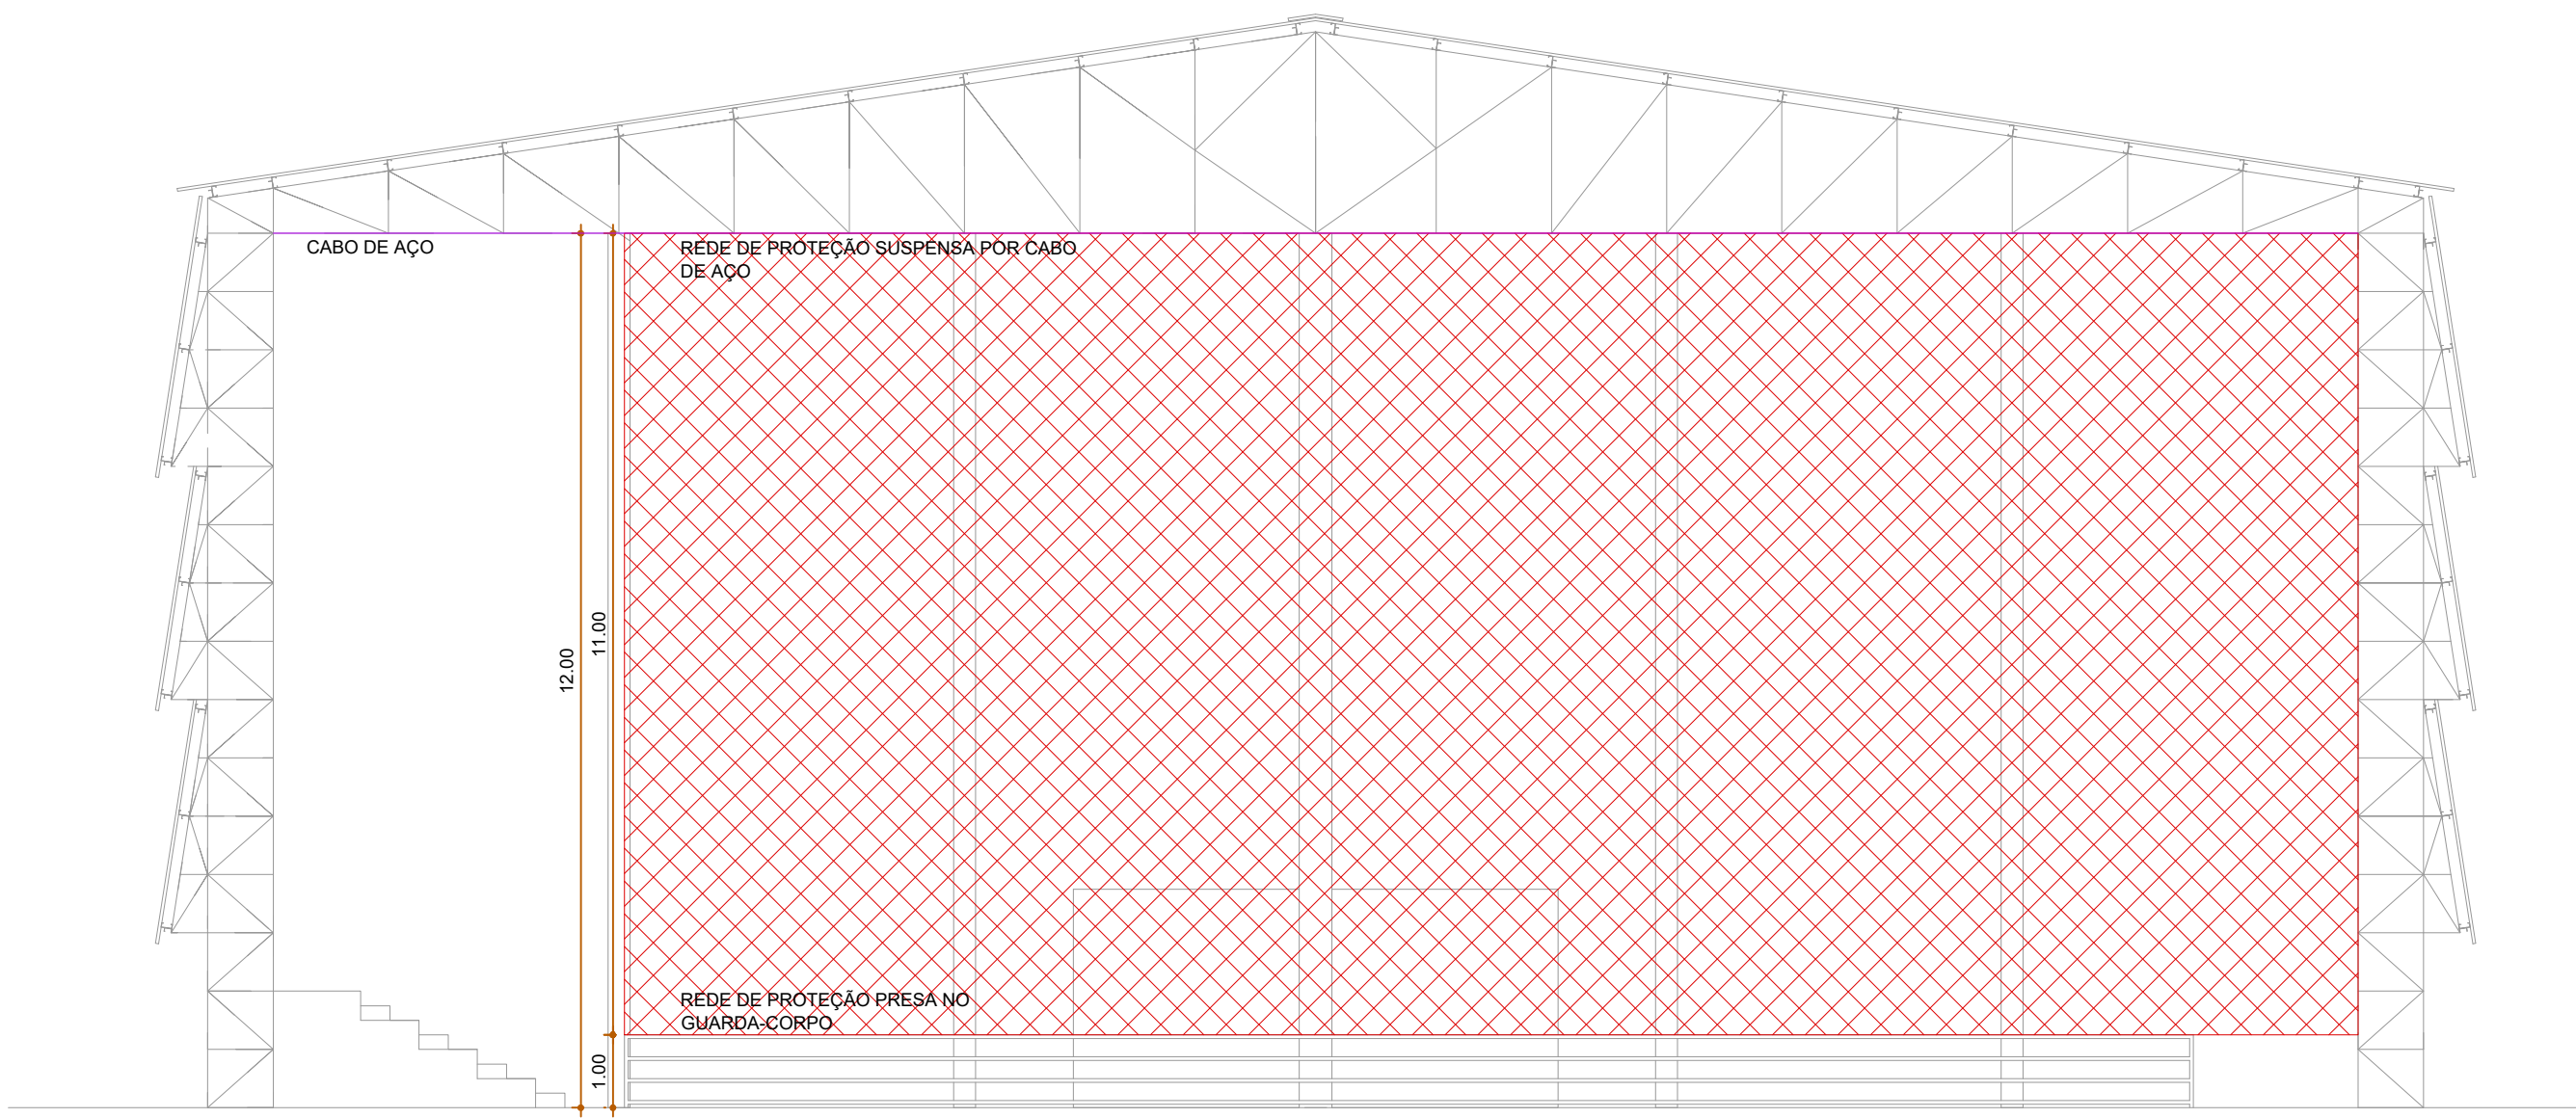 CABO DE AÇO
REDE DE PROTEÇÃO SUSPENSA POR CABO
DE AÇO
12.00
11.00
REDE DE PROTEÇÃO PRESA NO
GUARDA-CORPO
1.00